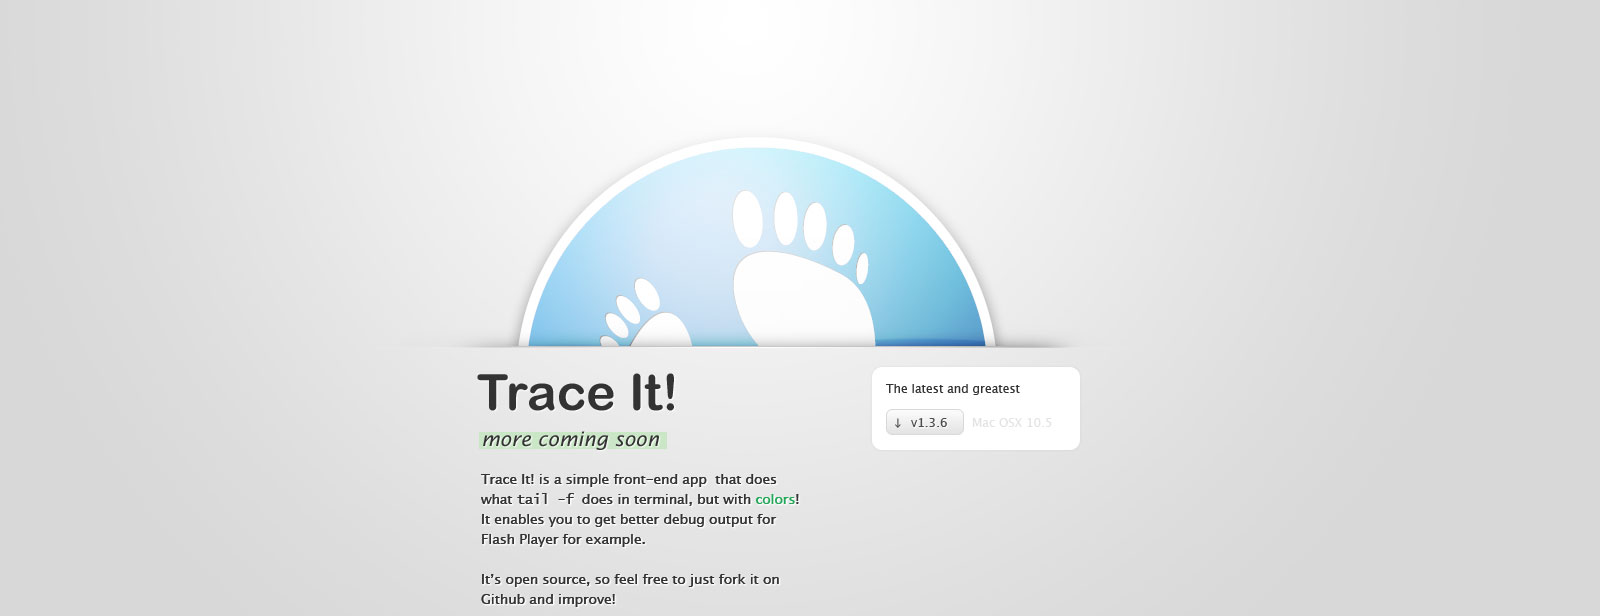 Trace It!
more coming soon
Trace It! is a simple front-end app that does
what tail -f does in terminal, but with colors!
It enables you to get better debug output for
Flash Player for example.
It's open source, so feel free to just fork it on
Github and improve!
The latest and greatest
↓ v1.3.6 Mac OSX 10.5